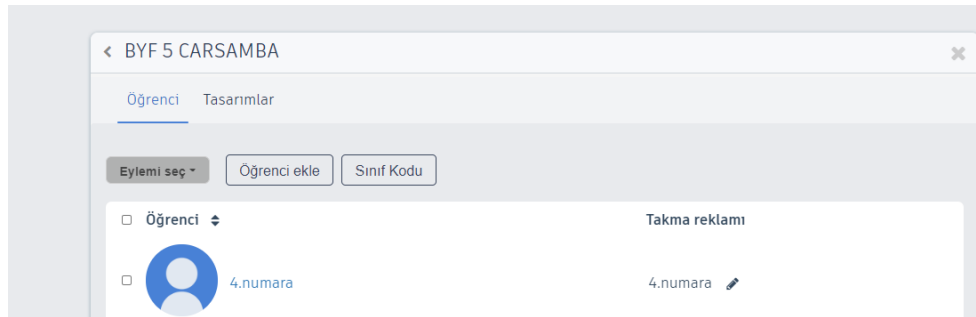 BYF 5 CARSAMBA
Öğrenci Tasarımlar
Eylemi seç Öğrenci ekle Sınıf Kodu
Öğrenci Takma reklamı
4.numara 4.numara